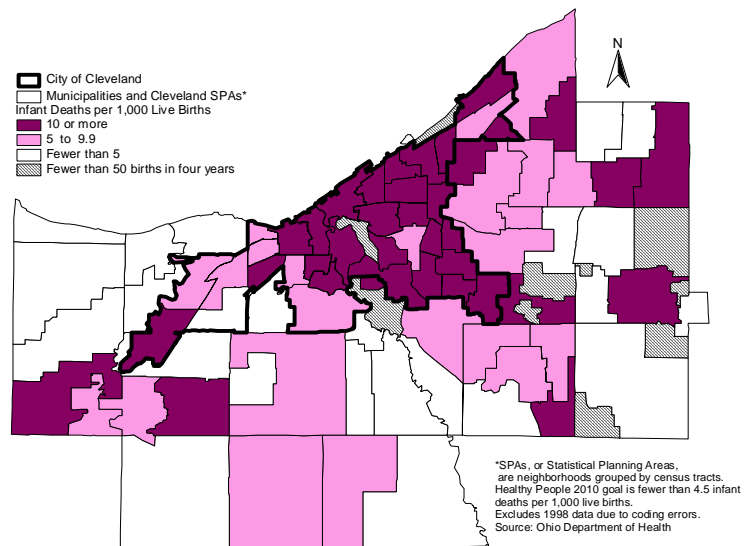 N
City of Cleveland
Municipalities and Cleveland SPAs*
Infant Deaths per 1,000 Live Births
10 or more
5 to 9.9
Fewer than 5
Fewer than 50 births in four years
*SPAs, or Statistical Planning Areas,
are neighborhoods grouped by census tracts.
Healthy People 2010 goal is fewer than 4.5 infant
deaths per 1,000 live births.
Excludes 1998 data due to coding errors.
Source: Ohio Department of Health